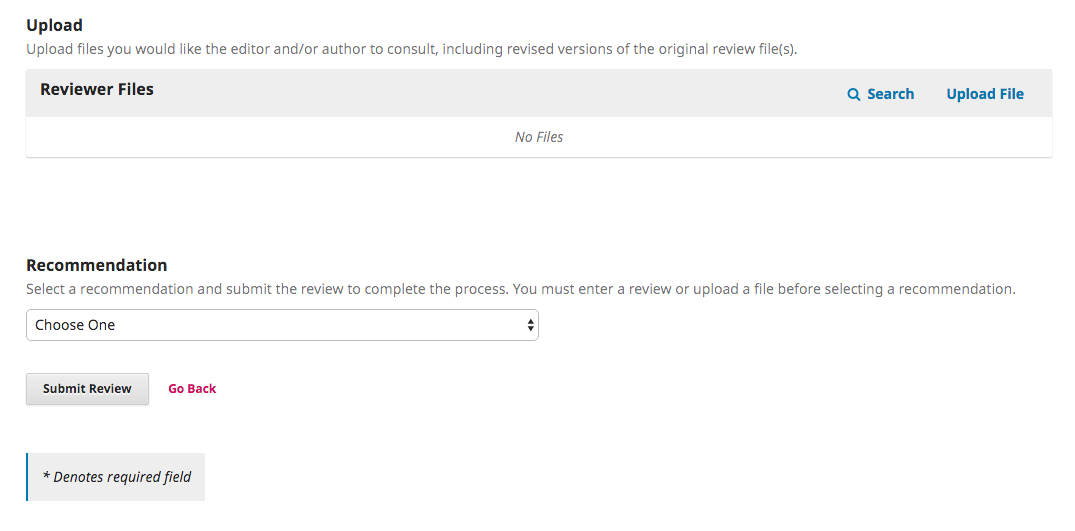 Upload
Upload files you would like the editor and/or author to consult, including revised versions of the original review file(s).
Reviewer Files
Search
Upload File
No Files
Recommendation
Select a recommendation and submit the review to complete the process. You must enter a review or upload a file before selecting a recommendation.
Choose One
Submit Review
Go Back
* Denotes required field